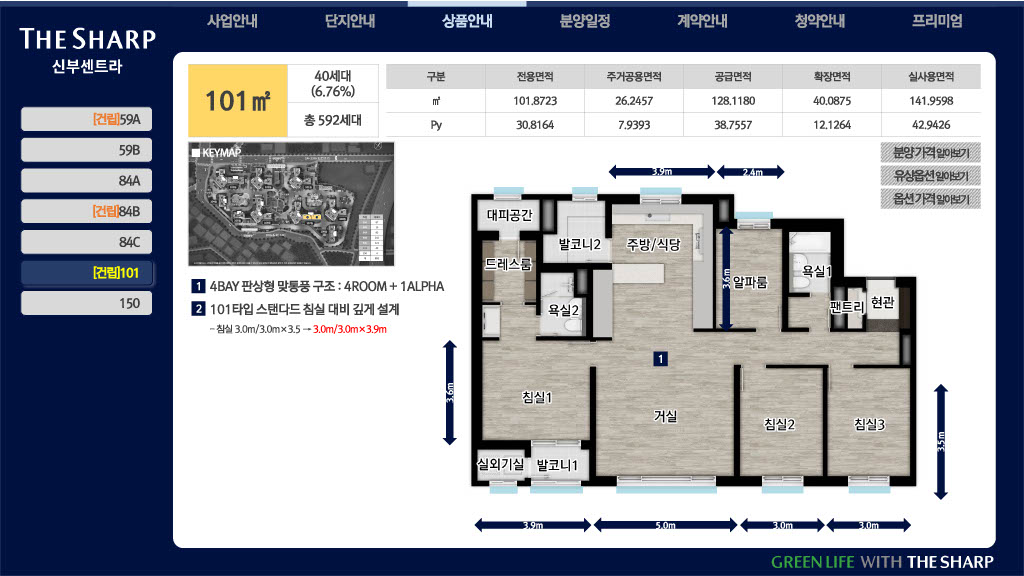 사업안내 단지안내 상품안내 분양일정 계약안내 청약안내 프리미엄
THE SHARP
신부센트라
[건립]59A
59B
84A
[건립]84B
84C
[건립]101
150
101㎡
40세대
(6.76%)
총 592세대
구분 전용면적 주거공용면적 공급면적 확장면적 실사용면적
㎡ 101.8723 26.2457 128.1180 40.0875 141.9598
Py 30.8164 7.9393 38.7557 12.1264 42.9426
KEYMAP
분양가격알아보기
유상옵션알아보기
옵션가격알아보기
1 4BAY 판상형 맞통풍 구조 : 4ROOM + 1ALPHA
2 101타입 스탠다드 침실 대비 깊게 설계
- 침실 3.0m/3.0m×3.5 → 3.0m/3.0m×3.9m
3.9m 2.4m
대피공간
발코니2
주방/식당
드레스룸
욕실2
3.6m
알파룸
욕실1
팬트리
현관
1
3.6m
침실1
거실
침실2
침실3
3.5m
실외기실
발코니1
3.9m 5.0m 3.0m 3.0m
GREEN LIFE WITH THE SHARP